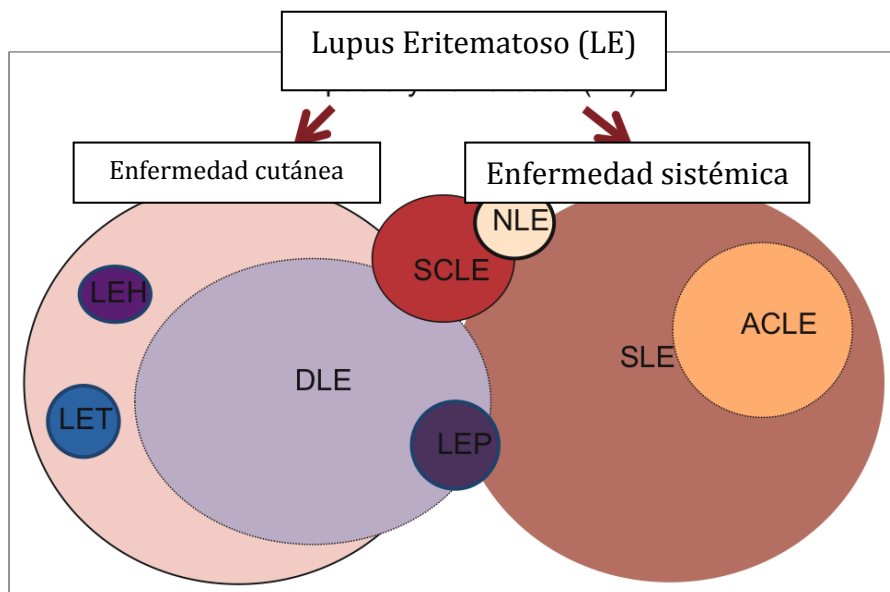 Lupus Eritematoso (LE)
Enfermedad cutánea
Enfermedad sistémica
NLE
SCLE
LEH
ACLE
SLE
DLE
LET
LEP